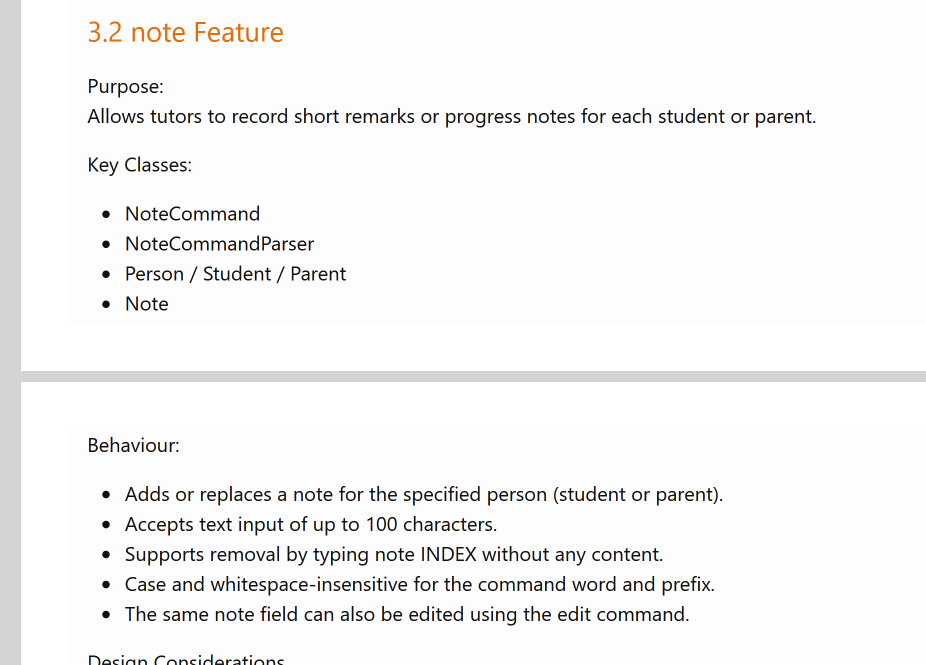 3.2 note Feature
Purpose:
Allows tutors to record short remarks or progress notes for each student or parent.
Key Classes:
• NoteCommand
• NoteCommandParser
• Person / Student / Parent
• Note
Behaviour:
• Adds or replaces a note for the specified person (student or parent).
• Accepts text input of up to 100 characters.
• Supports removal by typing note INDEX without any content.
• Case and whitespace-insensitive for the command word and prefix.
• The same note field can also be edited using the edit command.
Design Considerations